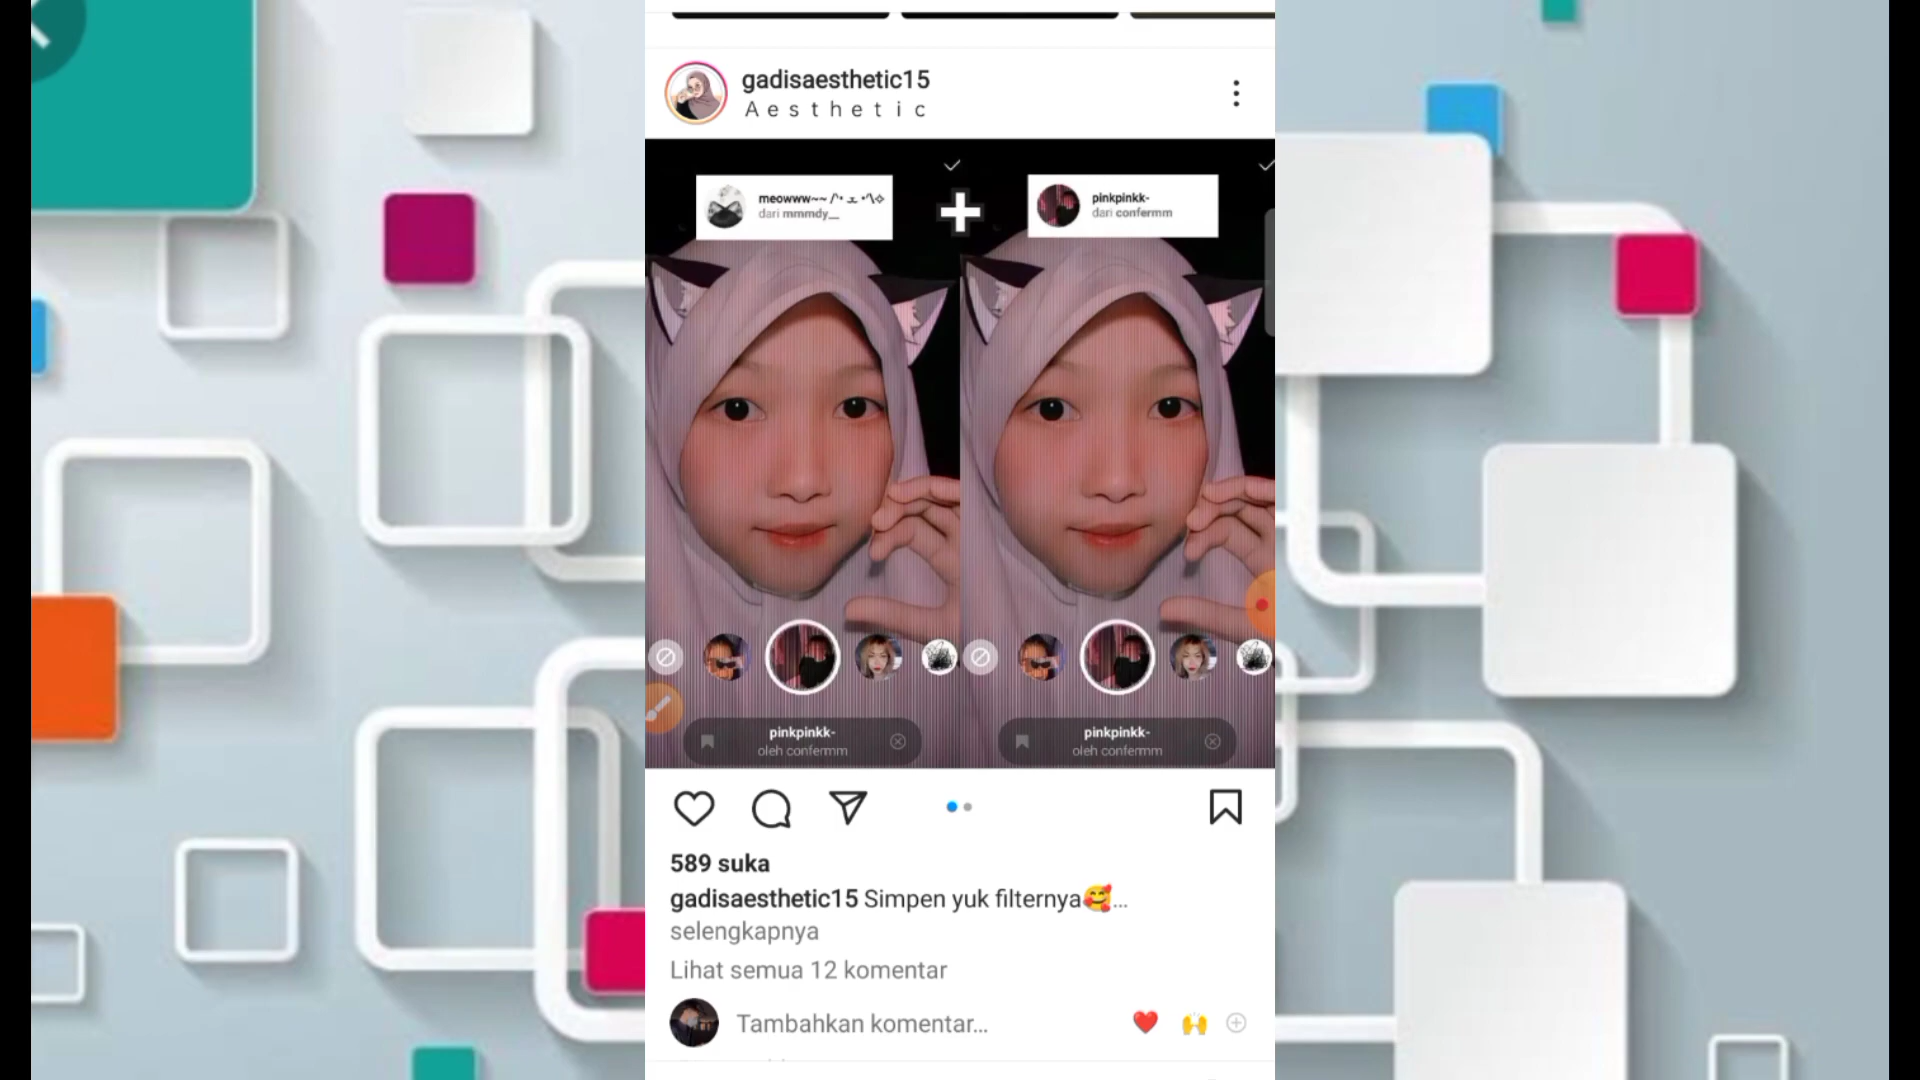 gadisaesthetic15
Aesthetic
meowww~~
dari mmmdy__
pinkpinkk-
dari confermm
pinkpinkk-
oleh confermm
pinkpinkk-
oleh confermm
589 suka
gadisaesthetic15 Simpen yuk filternya🥰...
selengkapnya
Lihat semua 12 komentar
Tambahkan komentar...